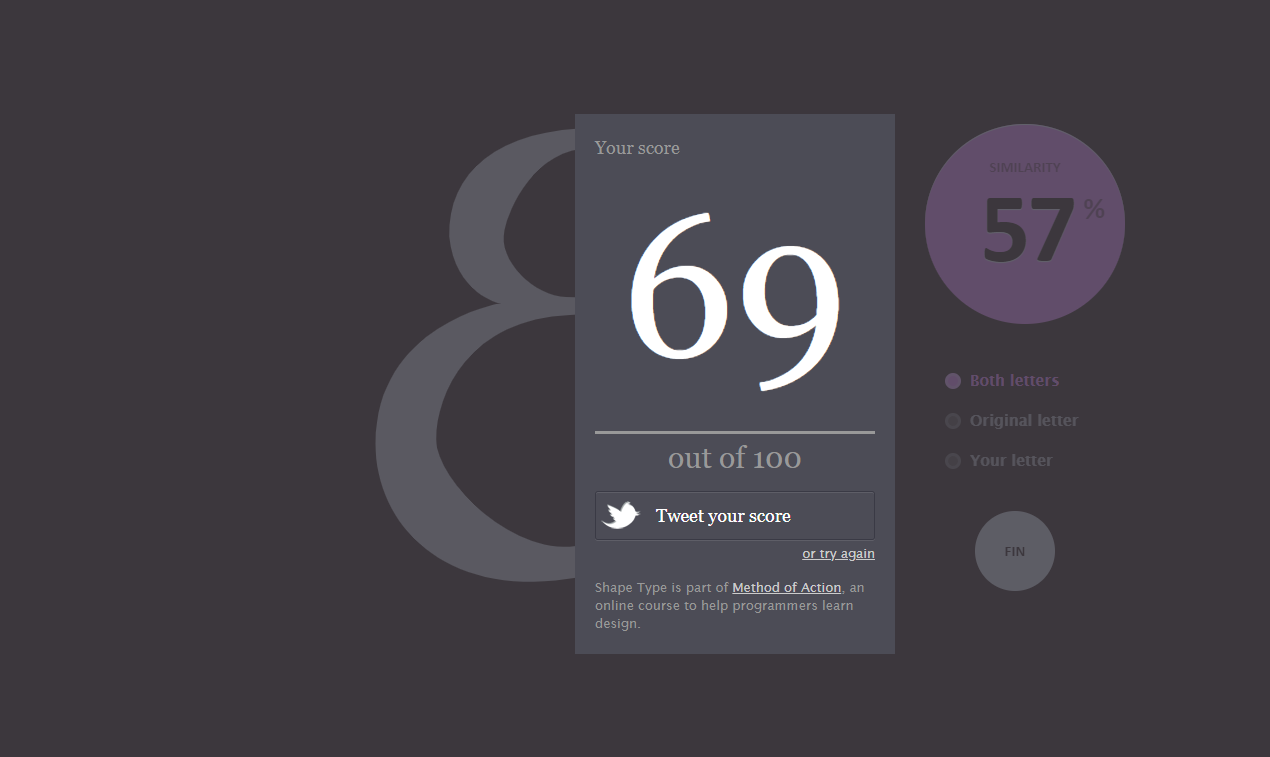 Your score
69
out of 100
Tweet your score
or try again
Shape Type is part of Method of Action, an
online course to help programmers learn
design.
SIMILARITY
57 %
Both letters
Original letter
Your letter
FIN